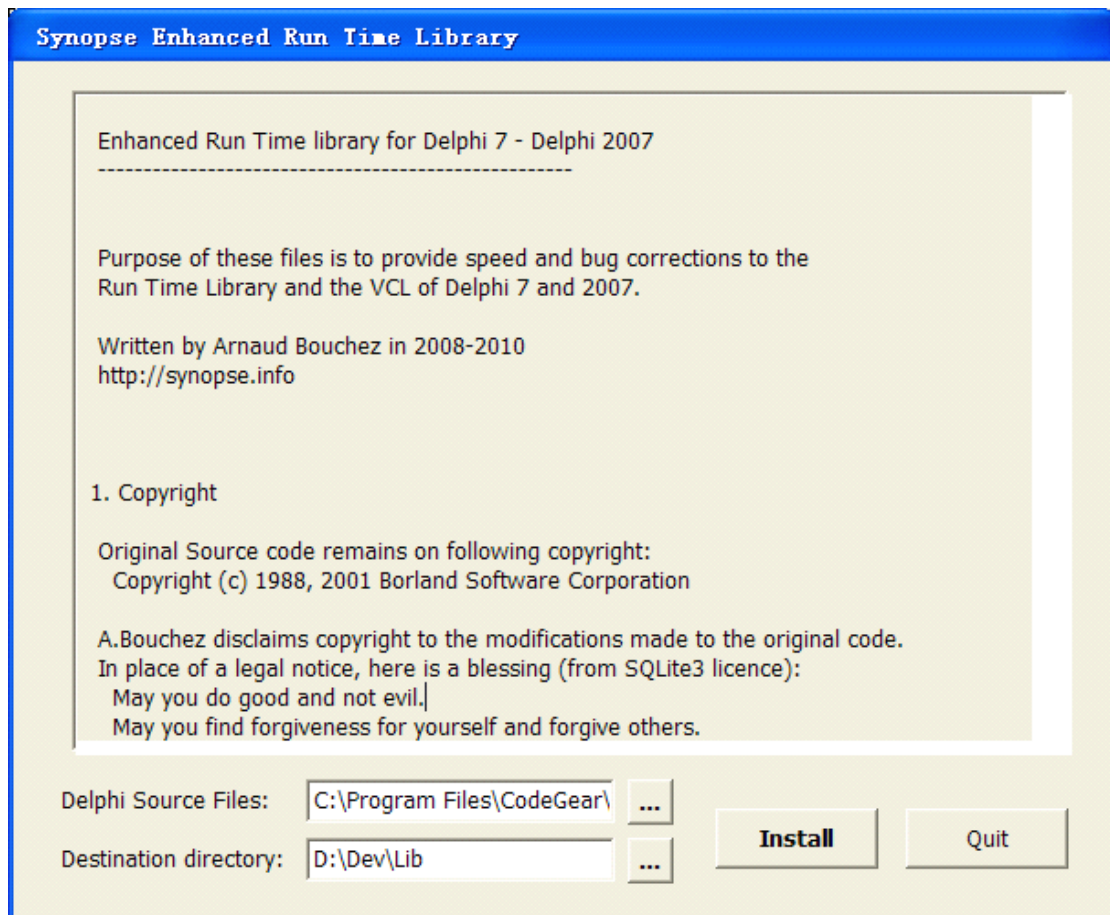 Synopse Enhanced Run Time Library
Enhanced Run Time library for Delphi 7 - Delphi 2007
----------------------------------------------------
Purpose of these files is to provide speed and bug corrections to the
Run Time Library and the VCL of Delphi 7 and 2007.
Written by Arnaud Bouchez in 2008-2010
http://synopse.info
1. Copyright
Original Source code remains on following copyright:
Copyright (c) 1988, 2001 Borland Software Corporation
A.Bouchez disclaims copyright to the modifications made to the original code.
In place of a legal notice, here is a blessing (from SQLite3 licence):
May you do good and not evil.
May you find forgiveness for yourself and forgive others.
Delphi Source Files: C:\Program Files\CodeGear\ ...
Destination directory: D:\Dev\Lib ...
Install Quit